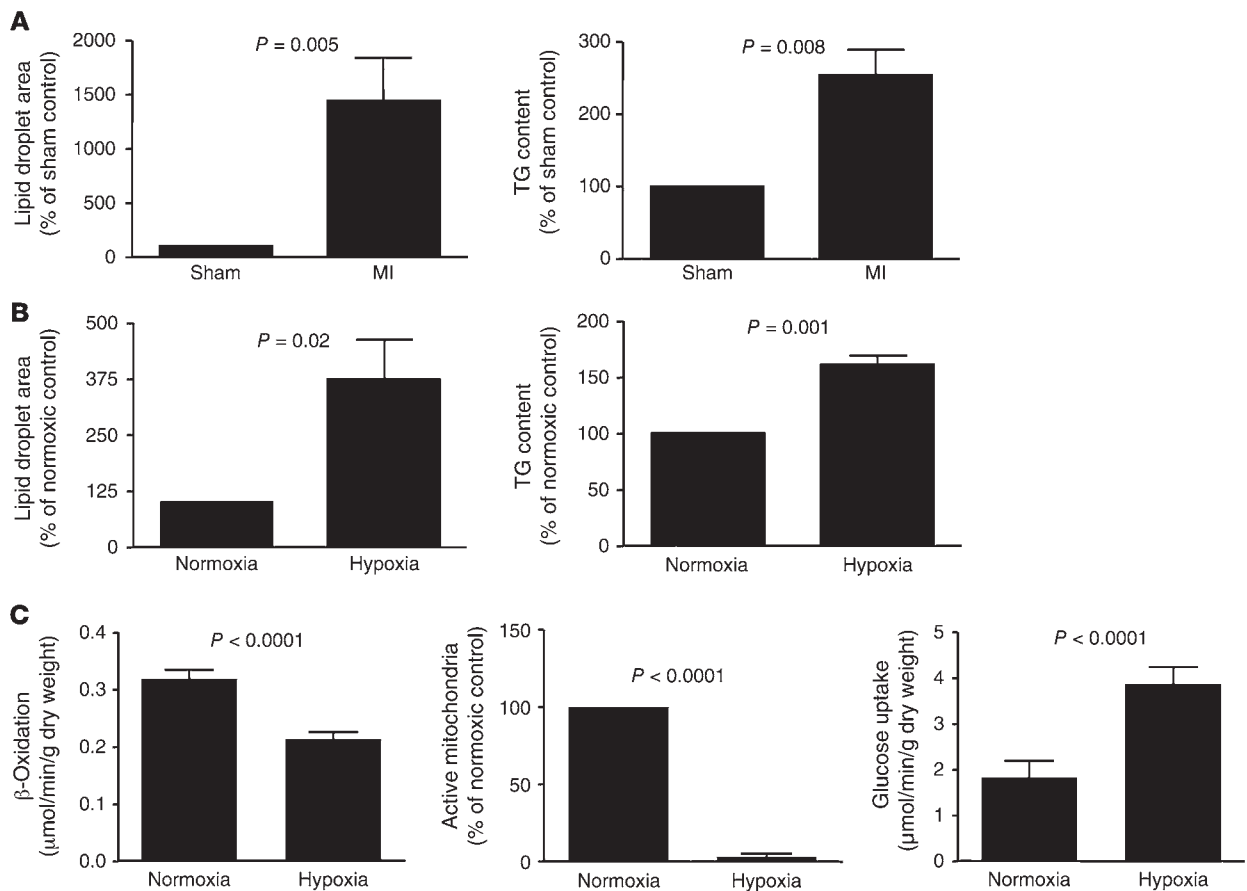 A
Lipid droplet area
(% of sham control)
2000
1500
1000
500
0
P = 0.005
Sham
MI
TG content
(% of sham control)
300
200
100
0
P = 0.008
Sham
MI
B
Lipid droplet area
(% of normoxic control)
500
375
250
125
0
P = 0.02
Normoxia
Hypoxia
TG content
(% of normoxic control)
200
150
100
50
0
P = 0.001
Normoxia
Hypoxia
C
β-Oxidation
(μmol/min/g dry weight)
0.4
0.3
0.2
0.1
0.0
P < 0.0001
Normoxia
Hypoxia
Active mitochondria
(% of normoxic control)
150
100
50
0
P < 0.0001
Normoxia
Hypoxia
Glucose uptake
(μmol/min/g dry weight)
5
4
3
2
1
0
P < 0.0001
Normoxia
Hypoxia